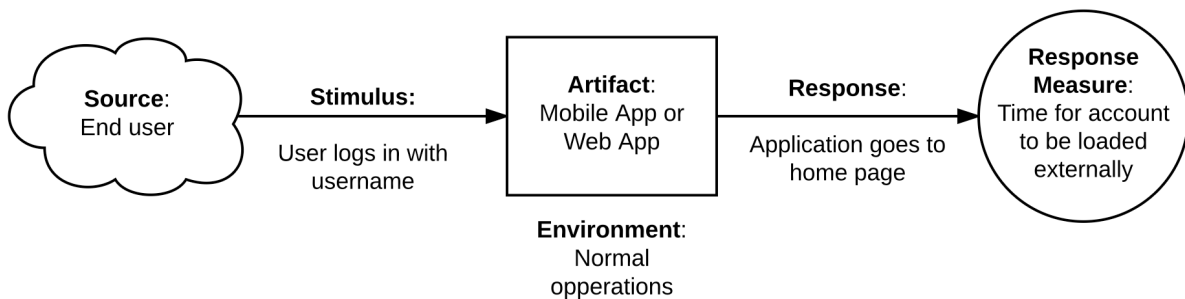 Source:
End user
Stimulus:
User logs in with
username
Artifact:
Mobile App or
Web App
Environment:
Normal
opperations
Response:
Application goes to
home page
Response
Measure:
Time for account
to be loaded
externally